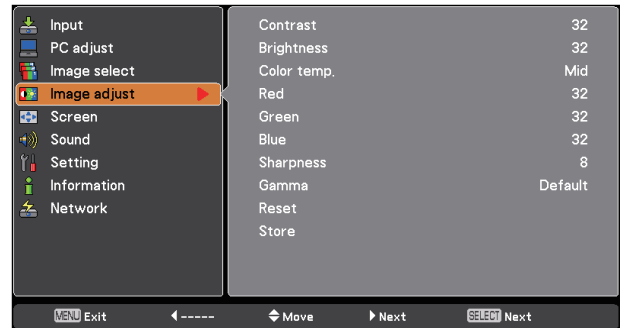 Input
PC adjust
Image select
Image adjust
Screen
Sound
Setting
Information
Network
Contrast 32
Brightness 32
Color temp. Mid
Red 32
Green 32
Blue 32
Sharpness 8
Gamma Default
Reset
Store
MENU Exit ----- Move Next SELECT Next